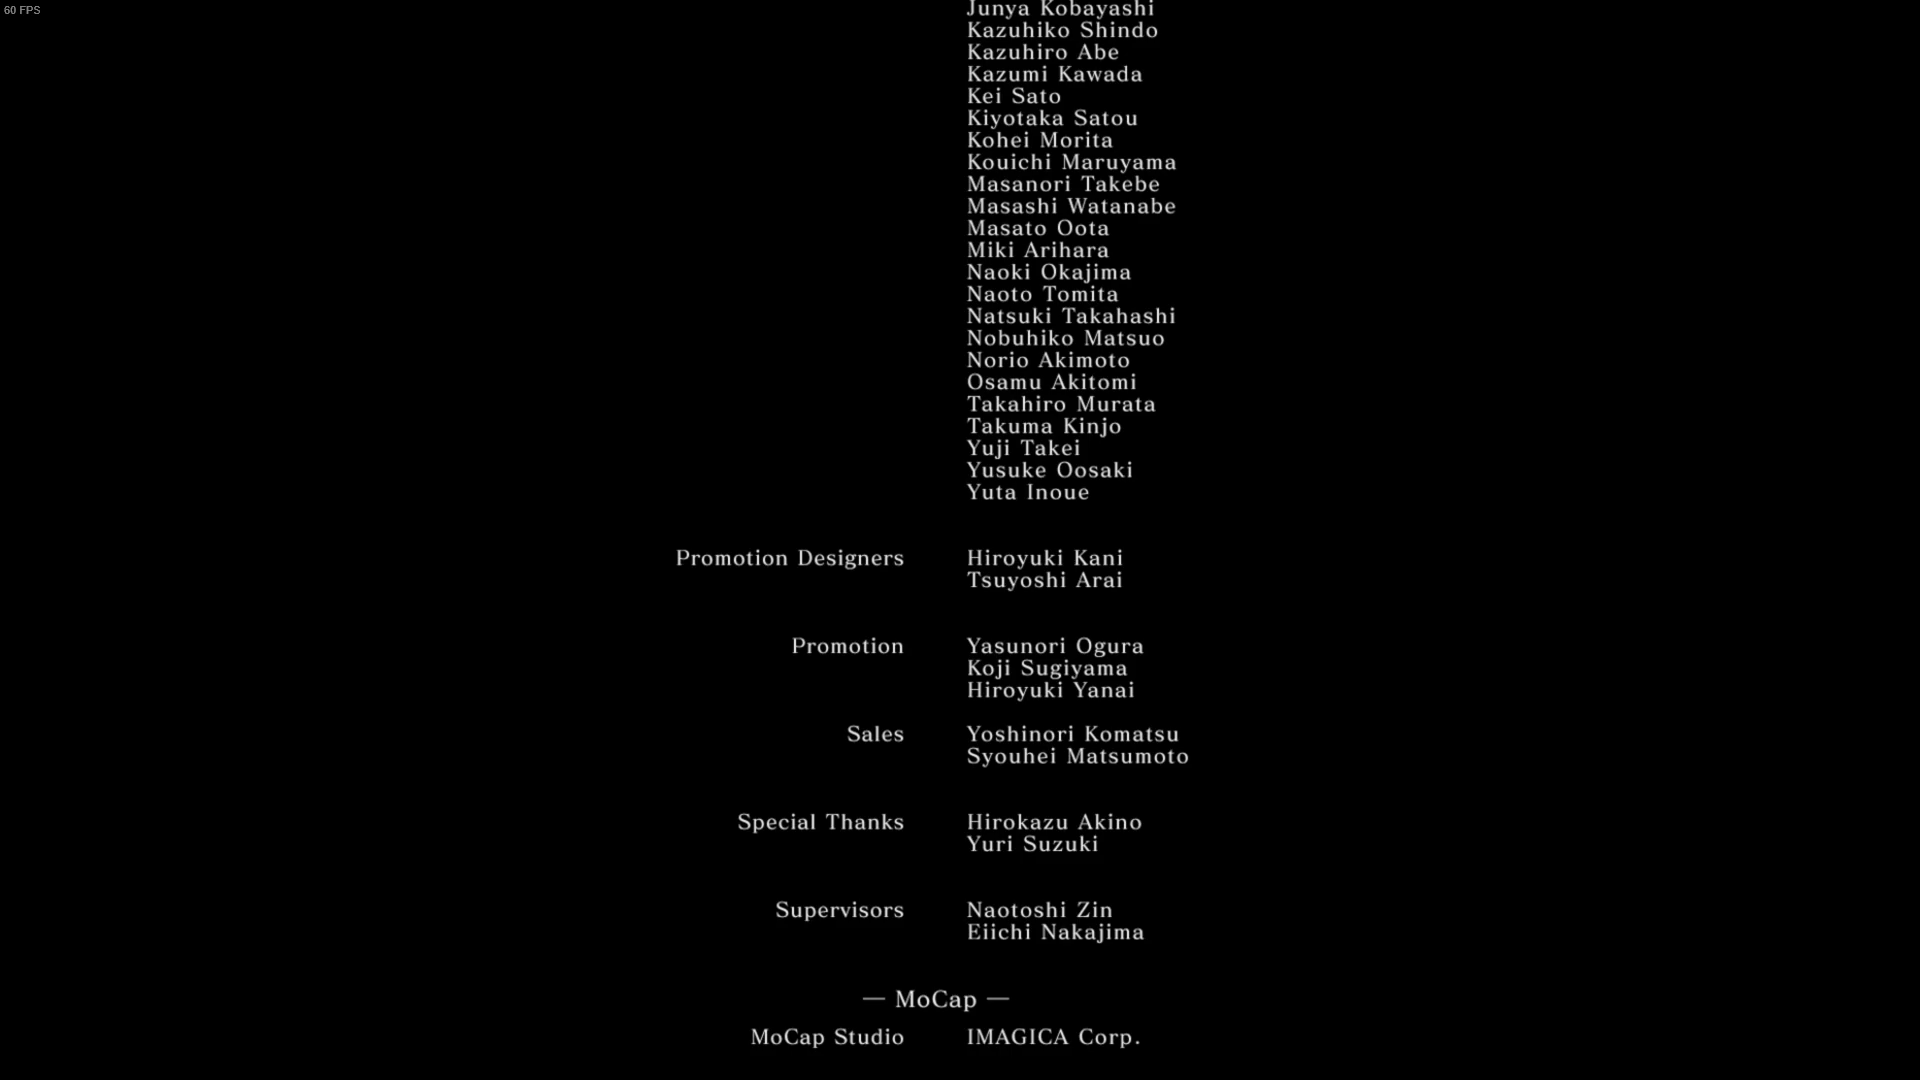 60 FPS
Junya Kobayashi
Kazuhiko Shindo
Kazuhiro Abe
Kazumi Kawada
Kei Sato
Kiyotaka Satou
Kohei Morita
Kouichi Maruyama
Masanori Takebe
Masashi Watanabe
Masato Oota
Miki Arihara
Naoki Okajima
Naoto Tomita
Natsuki Takahashi
Nobuhiko Matsuo
Norio Akimoto
Osamu Akitomi
Takahiro Murata
Takuma Kinjo
Yuji Takei
Yusuke Oosaki
Yuta Inoue
Promotion Designers Hiroyuki Kani
Tsuyoshi Arai
Promotion Yasunori Ogura
Koji Sugiyama
Hiroyuki Yanai
Sales Yoshinori Komatsu
Syouhei Matsumoto
Special Thanks Hirokazu Akino
Yuri Suzuki
Supervisors Naotoshi Zin
Eiichi Nakajima
— MoCap —
MoCap Studio IMAGICA Corp.